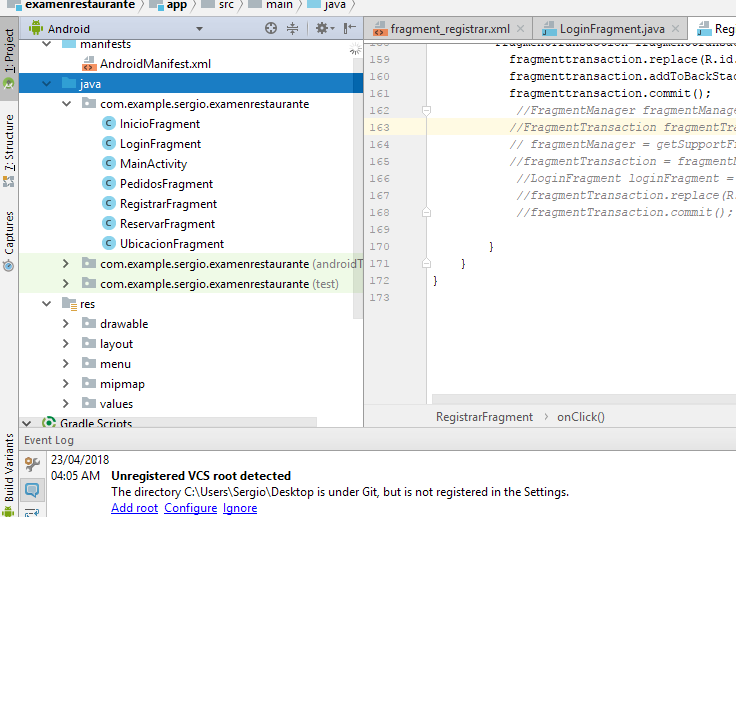 examenrestaurante app src main java
Android
manifests
AndroidManifest.xml
java
com.example.sergio.examenrestaurante
InicioFragment
LoginFragment
MainActivity
PedidosFragment
RegistrarFragment
ReservarFragment
UbicacionFragment
com.example.sergio.examenrestaurante (androidT
com.example.sergio.examenrestaurante (test)
res
drawable
layout
menu
mipmap
values
Gradle Scripts
1: Project
7: Structure
Captures
Build Variants
fragment_registrar.xml LoginFragment.java Reg
159 fragmenttransaction.replace(R.id.
160 fragmenttransaction.addToBackStac
161 fragmenttransaction.commit();
162 //FragmentManager fragmentManage
163 //FragmentTransaction fragmentTra
164 // fragmentManager = getSupportFr
165 //fragmentTransaction = fragmentM
166 //LoginFragment loginFragment =
167 //fragmentTransaction.replace(R.
168 //fragmentTransaction.commit();
169
170 }
171 }
172 }
173
RegistrarFragment onClick()
Event Log
23/04/2018
04:05 AM Unregistered VCS root detected
The directory C:\Users\Sergio\Desktop is under Git, but is not registered in the Settings.
Add root Configure Ignore